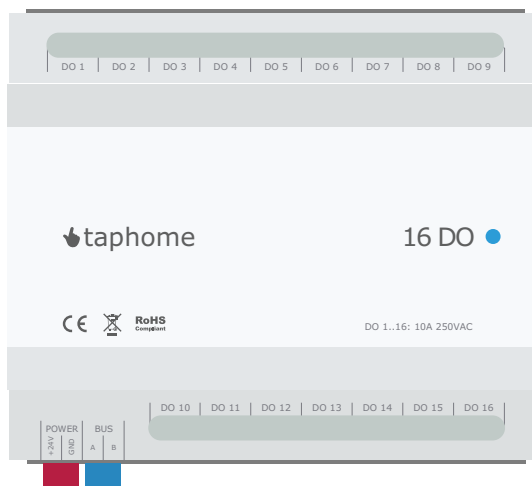 DO 1 DO 2 DO 3 DO 4 DO 5 DO 6 DO 7 DO 8 DO 9
taphome
16 DO
CE
RoHS
Compliant
DO 1..16: 10A 250VAC
DO 10 DO 11 DO 12 DO 13 DO 14 DO 15 DO 16
POWER BUS
+24V GND A B